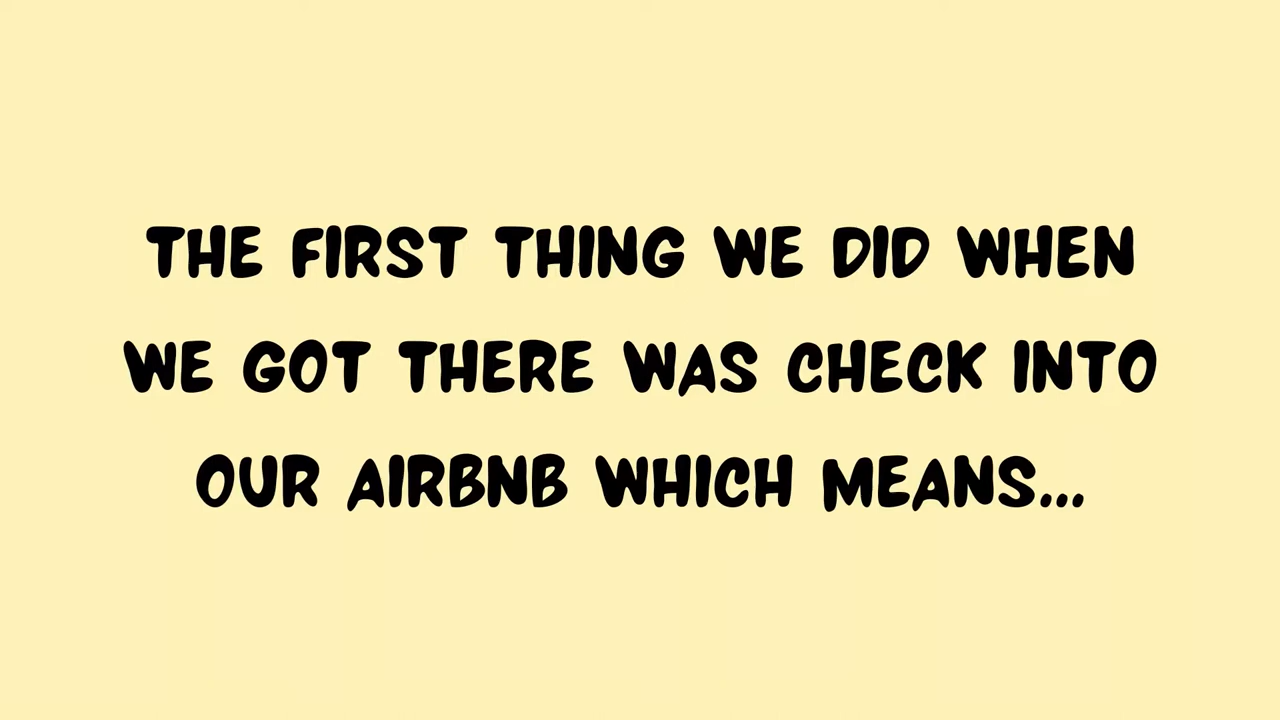 THE FIRST THING WE DID WHEN
WE GOT THERE WAS CHECK INTO
OUR AIRBNB WHICH MEANS...